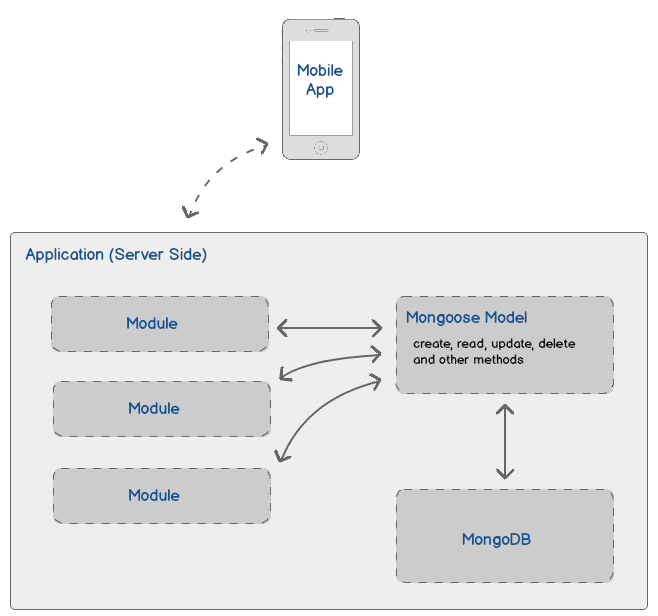 Mobile
App
Application (Server Side)
Module
Mongoose Model
create, read, update, delete
and other methods
Module
Module
MongoDB